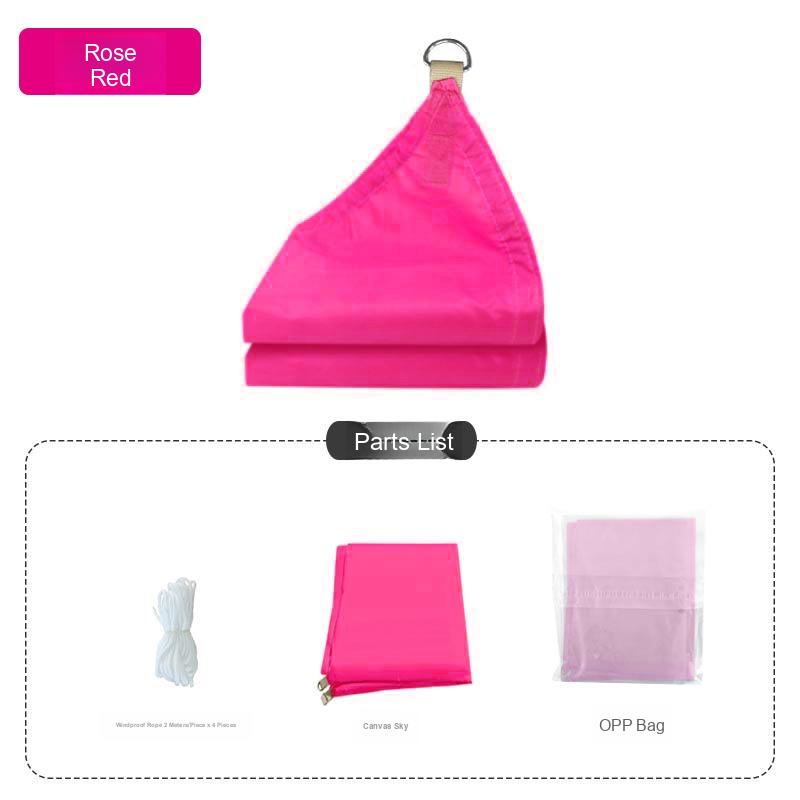 Rose
Red
Parts List
Windproof Rope 2 Meters/Piece x 4 Pieces
Canvas Sky
OPP Bag